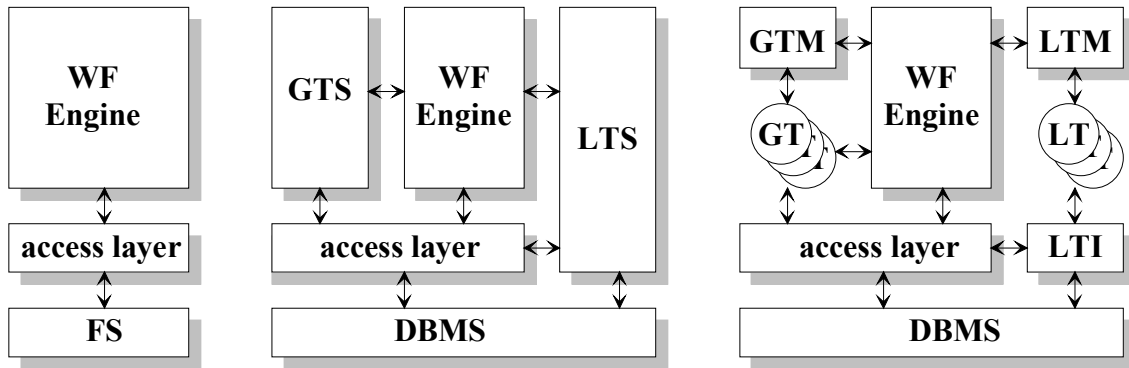 WF
Engine
access layer
FS
GTS
WF
Engine
LTS
access layer
DBMS
GTM
WF
Engine
LTM
GT
T
T
LT
access layer
LTI
DBMS